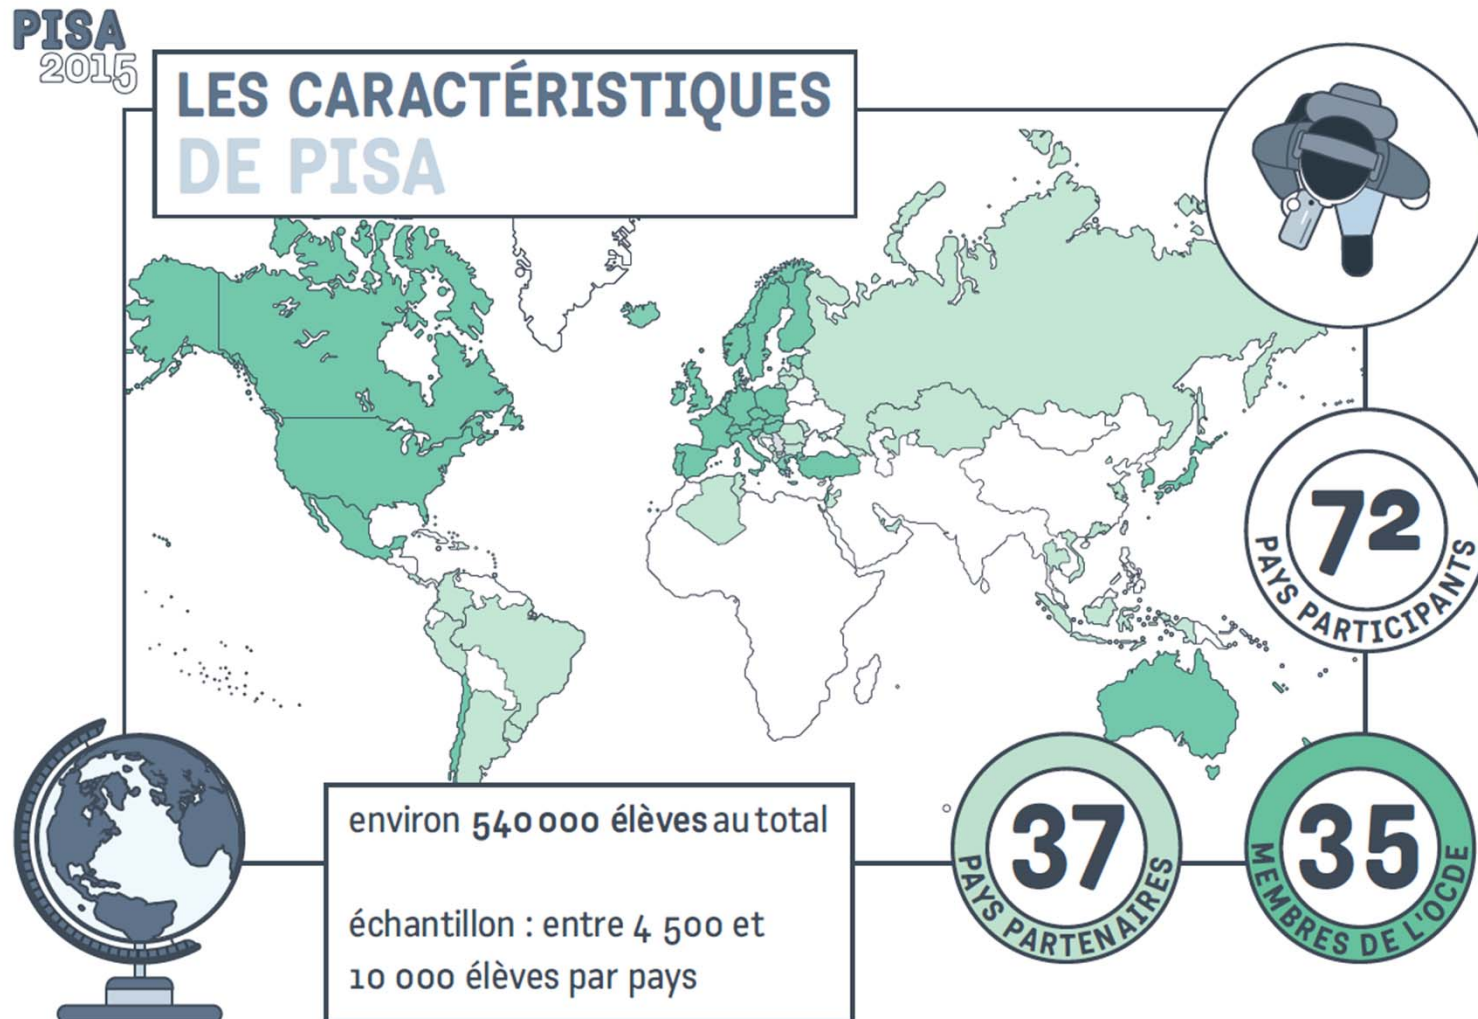 PISA
2015
LES CARACTÉRISTIQUES
DE PISA
72
PAYS PARTICIPANTS
environ 540 000 élèves au total
échantillon : entre 4 500 et
10 000 élèves par pays
37
PAYS PARTENAIRES
35
MEMBRES DE L'OCDE